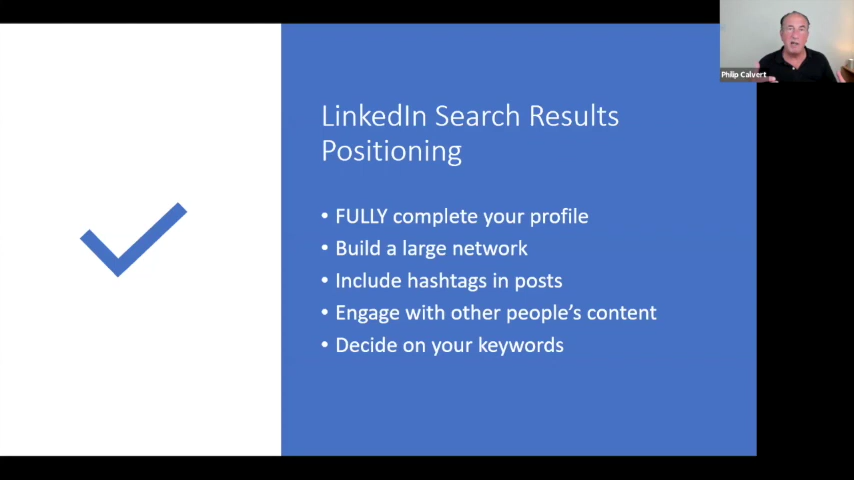 Philip Calvert
LinkedIn Search Results
Positioning
• FULLY complete your profile
• Build a large network
• Include hashtags in posts
• Engage with other people's content
• Decide on your keywords